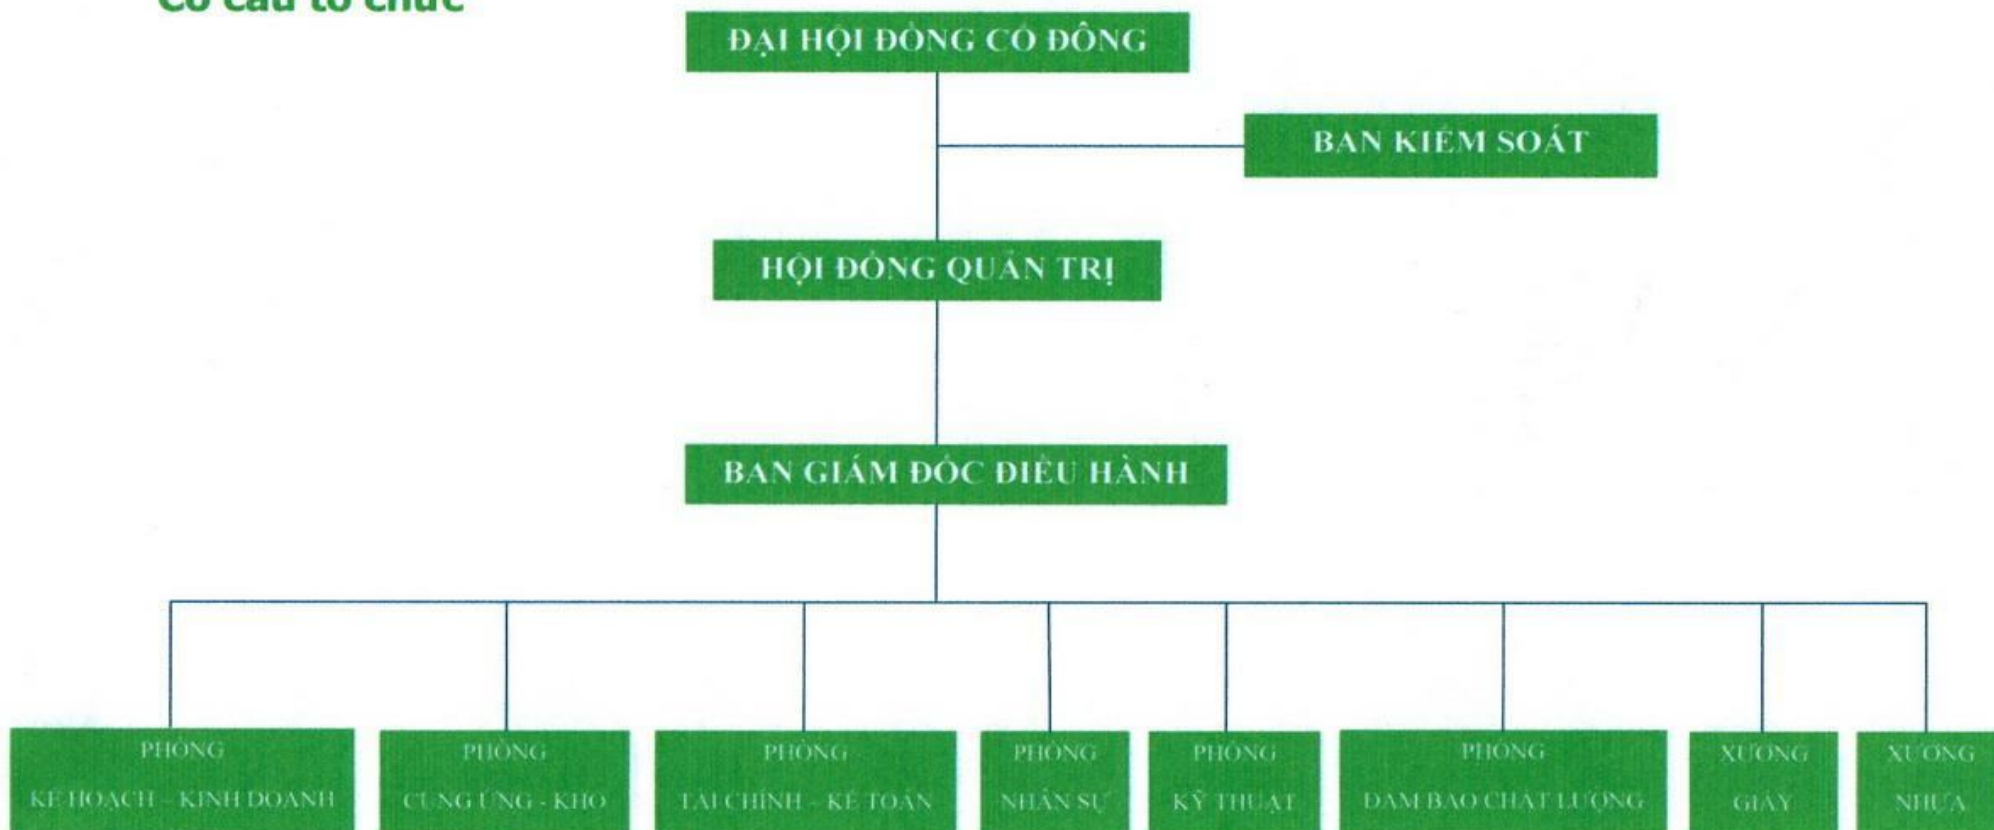 Cơ cấu tổ chức
ĐẠI HỘI ĐỒNG CỔ ĐÔNG
BAN KIỂM SOÁT
HỘI ĐỒNG QUẢN TRỊ
BAN GIÁM ĐỐC ĐIỀU HÀNH
PHÒNG
KẾ HOẠCH – KINH DOANH
PHÒNG
CUNG ỨNG - KHO
PHÒNG
TÀI CHÍNH – KẾ TOÁN
PHÒNG
NHÂN SỰ
PHÒNG
KỸ THUẬT
PHÒNG
ĐẢM BẢO CHẤT LƯỢNG
XƯỞNG
GIẤY
XƯỞNG
NHỰA